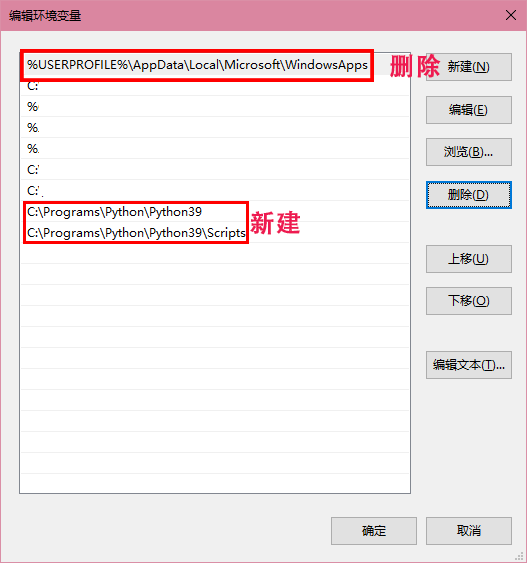 编辑环境变量
%USERPROFILE%\AppData\Local\Microsoft\WindowsApps
删除
新建(N)
C:
%
编辑(E)
%
%
浏览(B)...
C:
C:
删除(D)
C:\Programs\Python\Python39
新建
C:\Programs\Python\Python39\Scripts
上移(U)
下移(O)
编辑文本(T)...
确定
取消